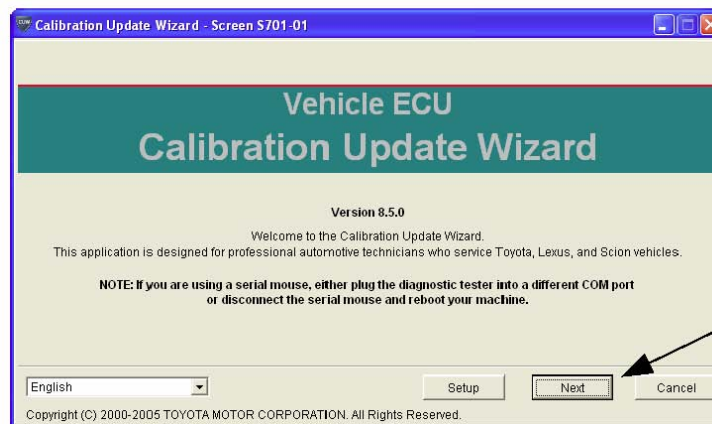 CUW Calibration Update Wizard - Screen S701-01
Vehicle ECU
Calibration Update Wizard
Version 8.5.0
Welcome to the Calibration Update Wizard.
This application is designed for professional automotive technicians who service Toyota, Lexus, and Scion vehicles.
NOTE: If you are using a serial mouse, either plug the diagnostic tester into a different COM port
or disconnect the serial mouse and reboot your machine.
English Setup Next Cancel
Copyright (C) 2000-2005 TOYOTA MOTOR CORPORATION. All Rights Reserved.